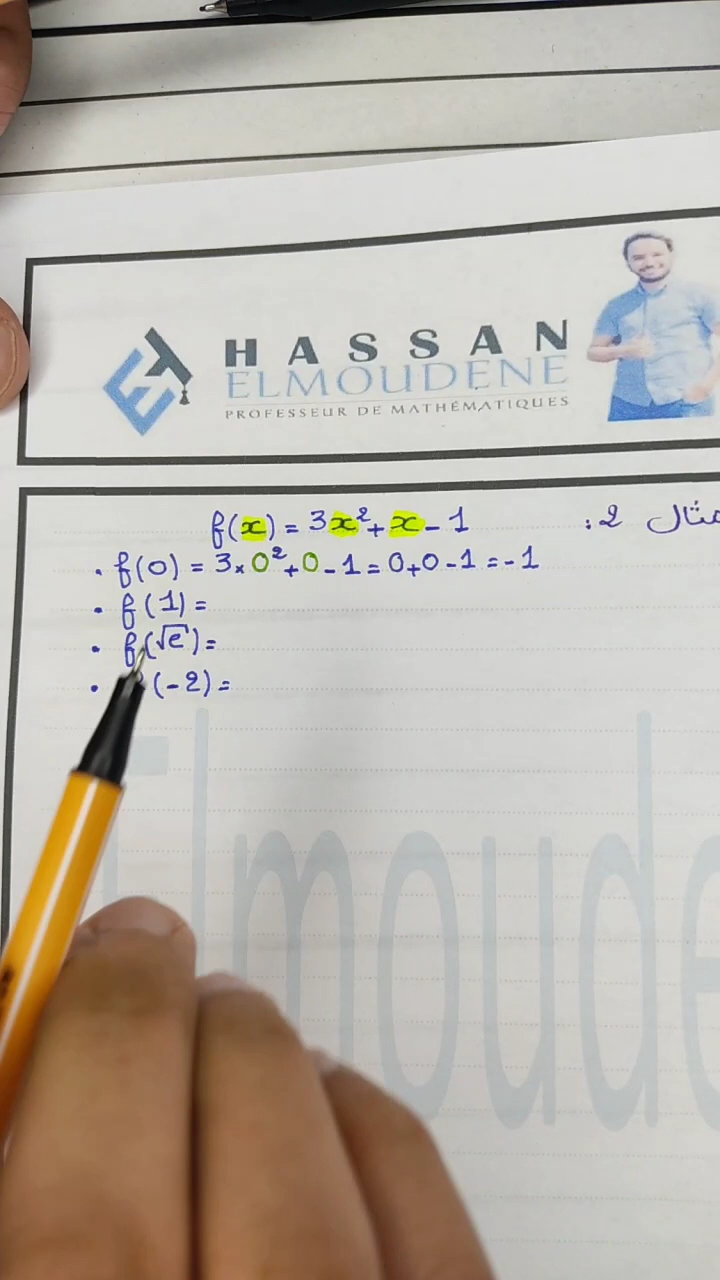 HASSAN
ELMOUDENE
PROFESSEUR DE MATHÉMATIQUES
مثال 2: f(x) = 3x² + x - 1
• f(0) = 3 × 0² + 0 - 1 = 0 + 0 - 1 = -1
• f(1) =
• f(√e) =
• (-2) =
Elmoude